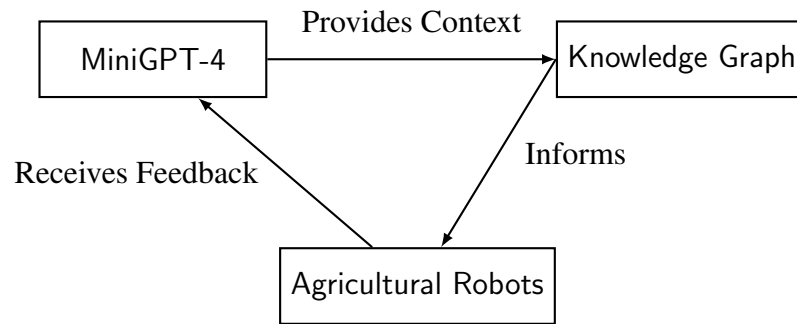 Provides Context
MiniGPT-4
Knowledge Graph
Informs
Receives Feedback
Agricultural Robots